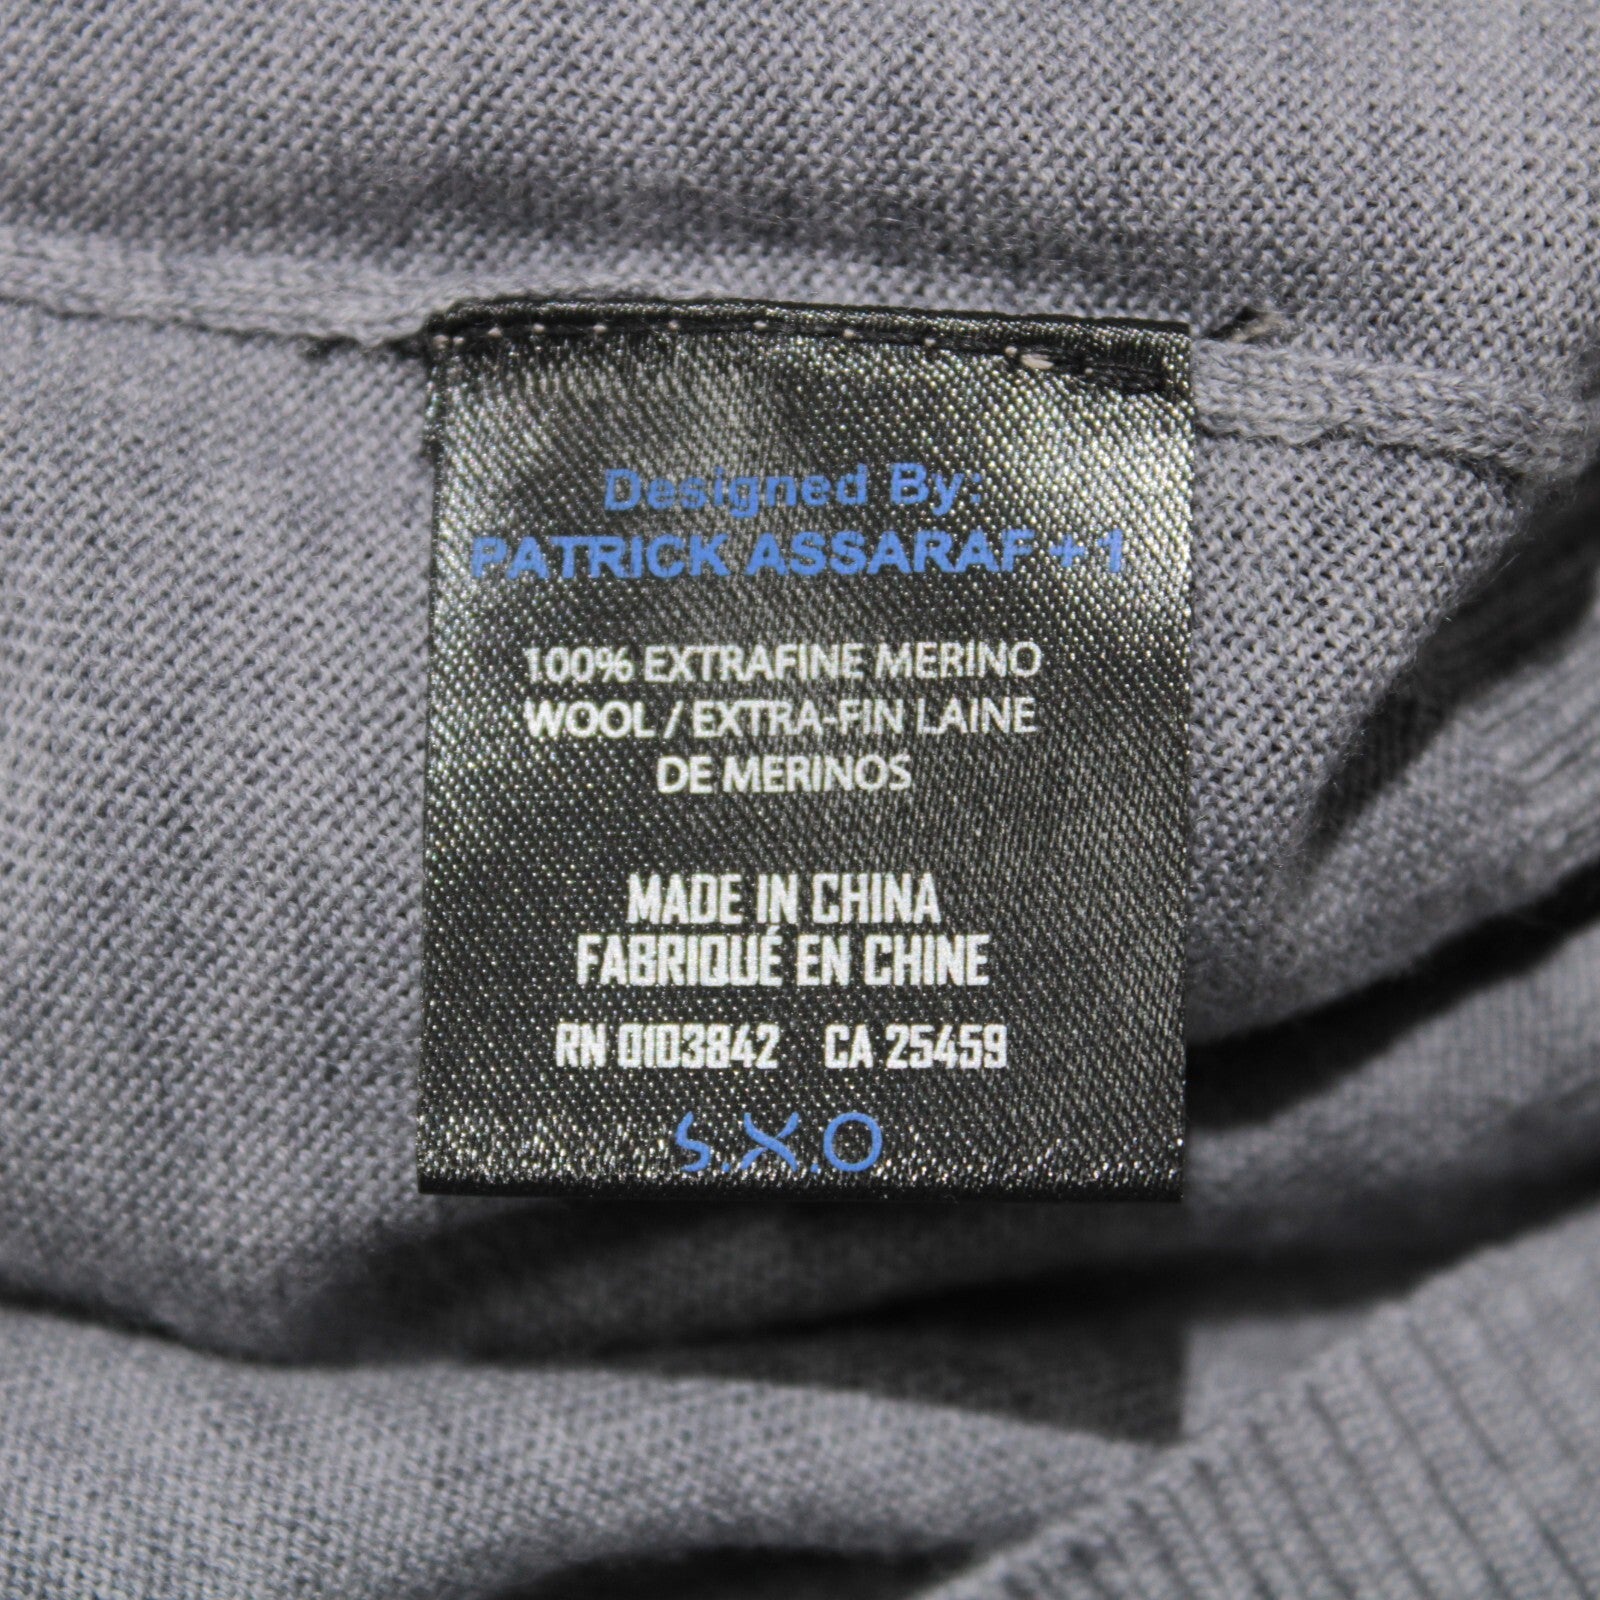 Designed By:
PATRICK ASSARAF + 1
100% EXTRAFINE MERINO
WOOL / EXTRA-FIN LAINE
DE MERINOS
MADE IN CHINA
FABRIQUÉ EN CHINE
RN 0103842 CA 25459
S.X.O